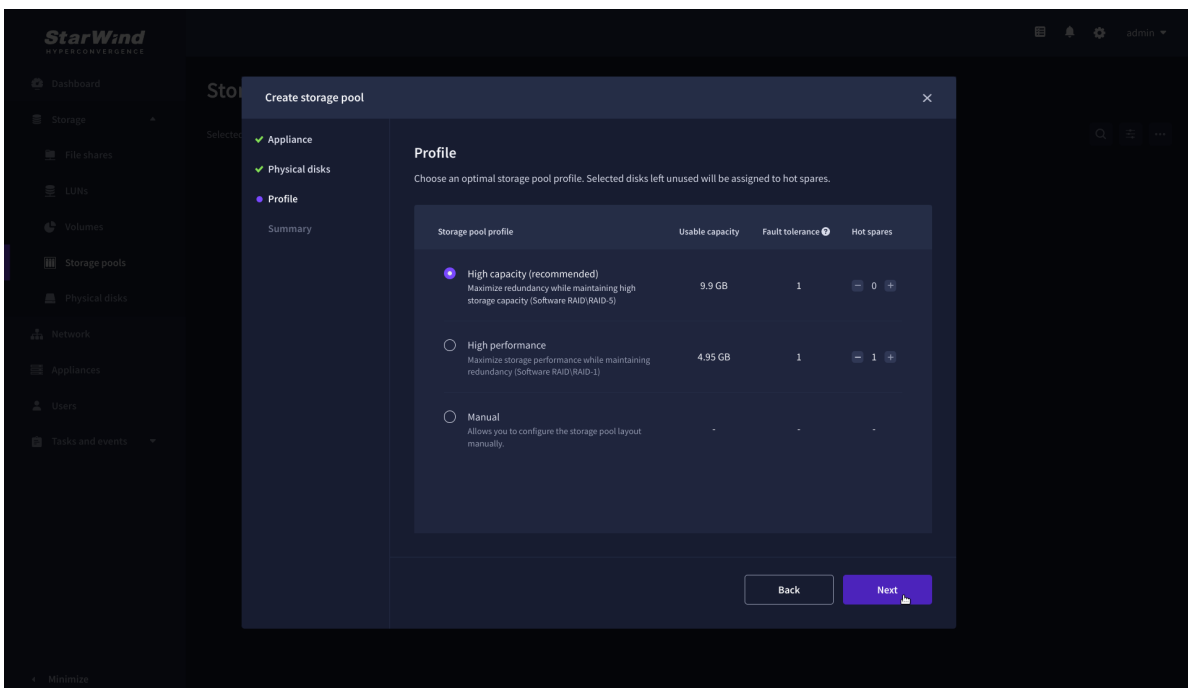 StarWind
HYPERCONVERGENCE
admin
Dashboard
Storage
File shares
LUNs
Volumes
Storage pools
Physical disks
Network
Appliances
Users
Tasks and events
Minimize
Stor
Selected
Create storage pool
Appliance
Physical disks
Profile
Summary
Profile
Choose an optimal storage pool profile. Selected disks left unused will be assigned to hot spares.
Storage pool profile Usable capacity Fault tolerance ? Hot spares
High capacity (recommended)
Maximize redundancy while maintaining high
storage capacity (Software RAID\RAID-5)
9.9 GB 1 − 0 +
High performance
Maximize storage performance while maintaining
redundancy (Software RAID\RAID-1)
4.95 GB 1 − 1 +
Manual
Allows you to configure the storage pool layout
manually.
- - -
Back Next